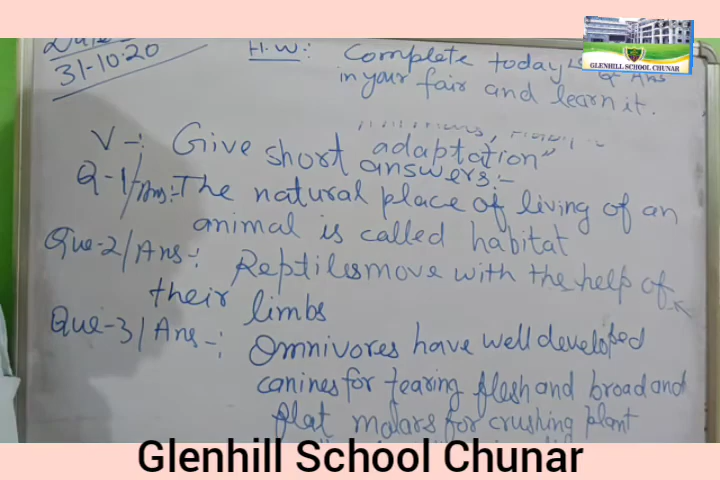 Date
31-10-20
H.W:
Complete today's Q/ Ans
in your fair and learn it.
GLENHILL SCHOOL CHUNAR
adaptation"
V-: Give short answers:-
Q-1/Ans:- The natural place of living of an
animal is called habitat
Que-2/Ans-: Reptiles move with the help of
their limbs
Que-3/Ans-: Omnivores have well developed
canines for tearing flesh and broad and
flat molars for crushing plant
Glenhill School Chunar